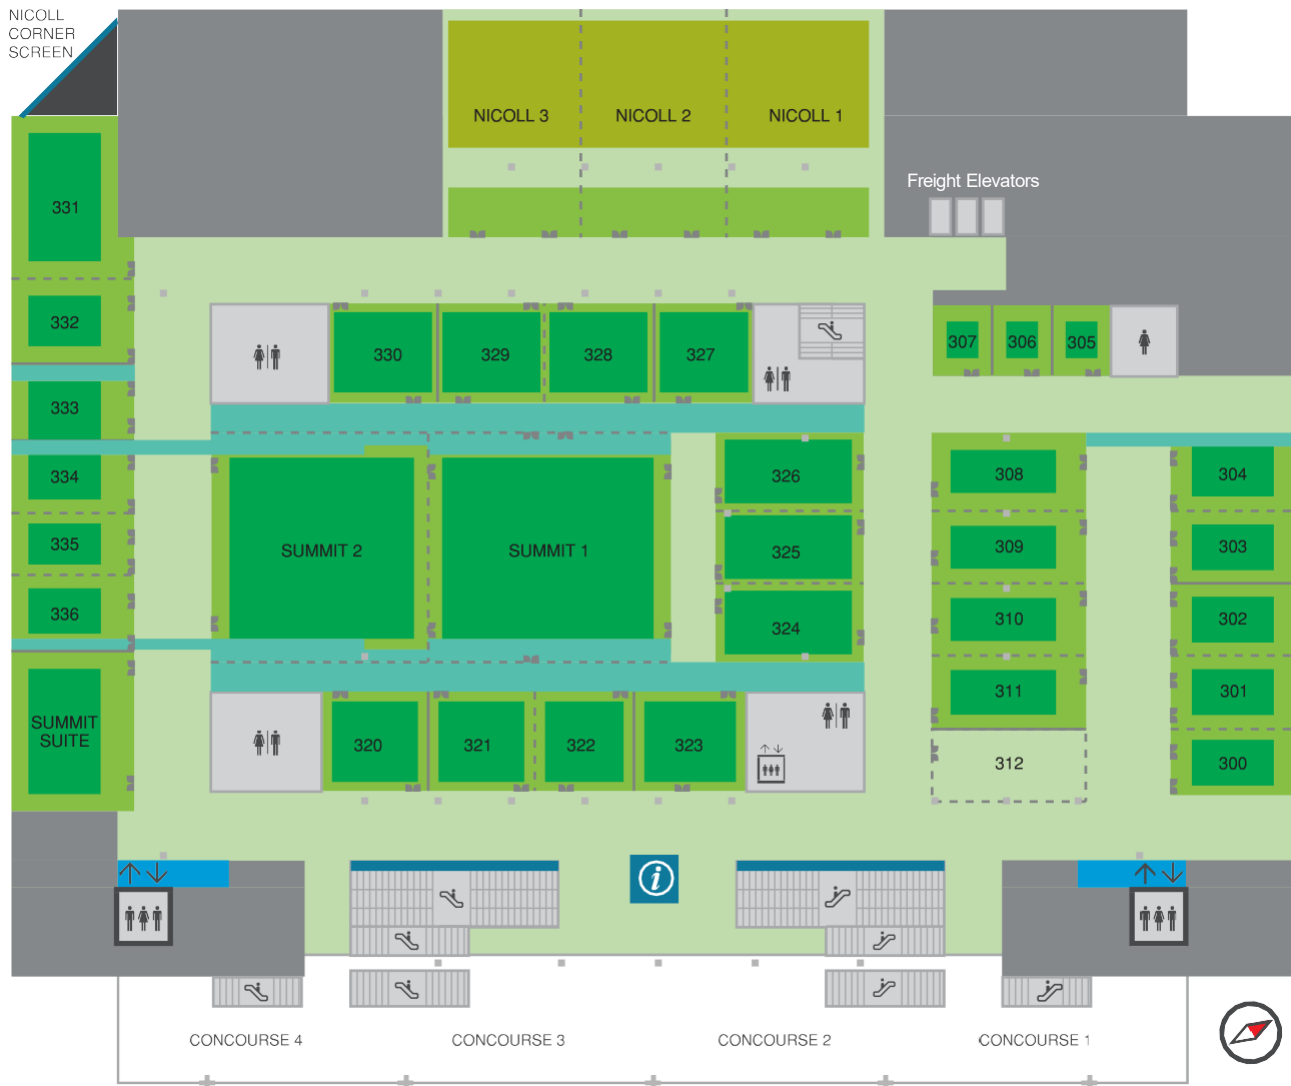 NICOLL
CORNER
SCREEN
NICOLL 3
NICOLL 2
NICOLL 1
Freight Elevators
331
332
330
329
328
327
307
306
305
333
334
335
336
SUMMIT 2
SUMMIT 1
326
325
324
308
309
310
311
312
304
303
302
301
300
SUMMIT
SUITE
320
321
322
323
i
CONCOURSE 4
CONCOURSE 3
CONCOURSE 2
CONCOURSE 1